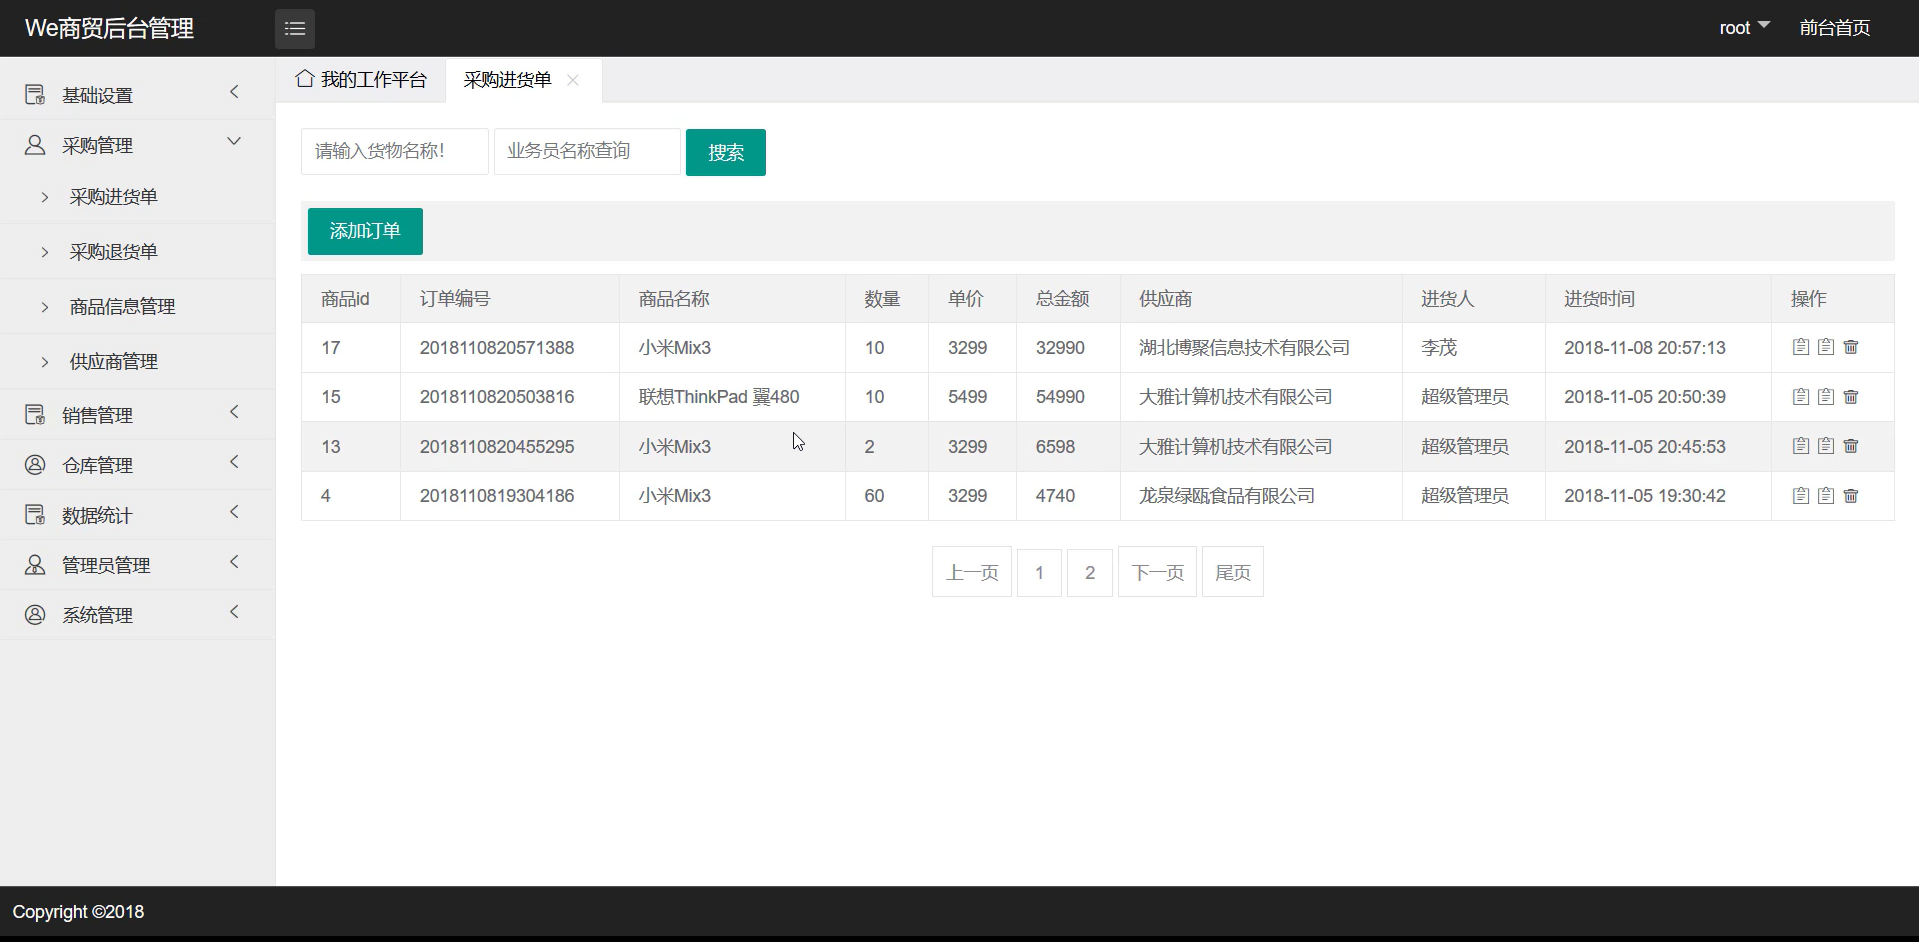 We商贸后台管理
root 前台首页
基础设置
采购管理
采购进货单
采购退货单
商品信息管理
供应商管理
销售管理
仓库管理
数据统计
管理员管理
系统管理
我的工作平台 采购进货单
请输入货物名称! 业务员名称查询 搜索
添加订单
商品id 订单编号 商品名称 数量 单价 总金额 供应商 进货人 进货时间 操作
17 2018110820571388 小米Mix3 10 3299 32990 湖北博聚信息技术有限公司 李茂 2018-11-08 20:57:13
15 2018110820503816 联想ThinkPad 翼480 10 5499 54990 大雅计算机技术有限公司 超级管理员 2018-11-05 20:50:39
13 2018110820455295 小米Mix3 2 3299 6598 大雅计算机技术有限公司 超级管理员 2018-11-05 20:45:53
4 2018110819304186 小米Mix3 60 3299 4740 龙泉绿瓯食品有限公司 超级管理员 2018-11-05 19:30:42
上一页 1 2 下一页 尾页
Copyright ©2018